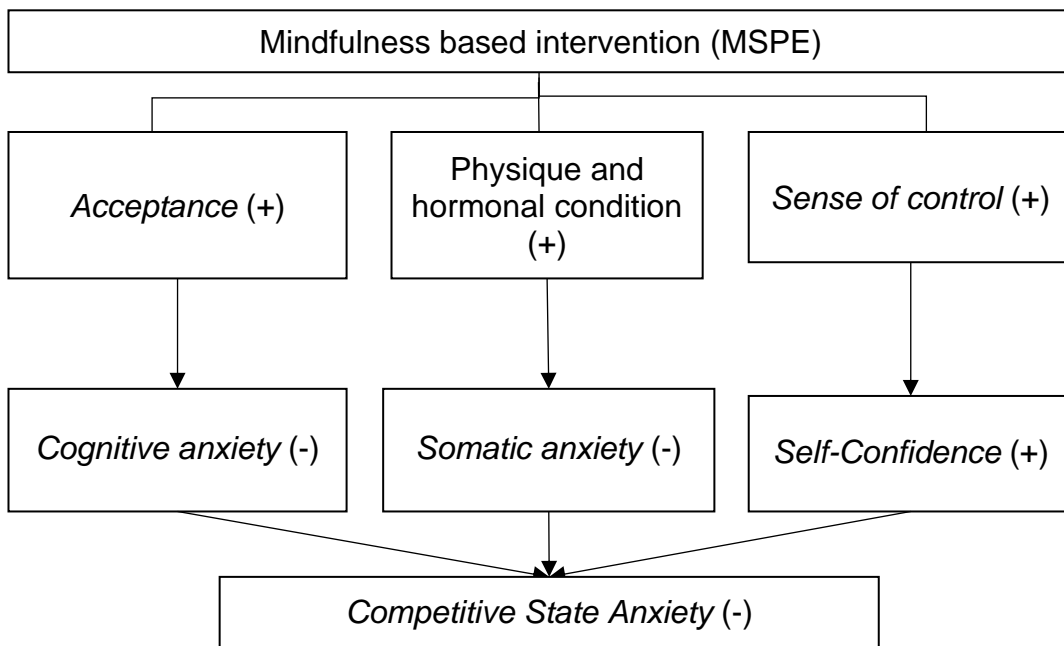 Mindfulness based intervention (MSPE)
Acceptance (+)
Physique and
hormonal condition
(+)
Sense of control (+)
Cognitive anxiety (-)
Somatic anxiety (-)
Self-Confidence (+)
Competitive State Anxiety (-)